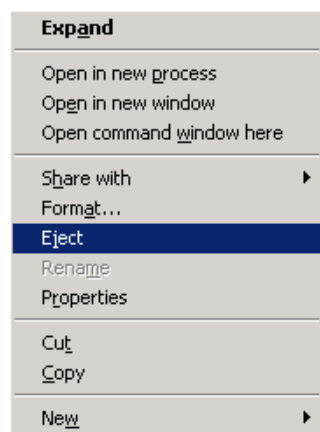 Expand
Open in new process
Open in new window
Open command window here
Share with
Format...
Eject
Rename
Properties
Cut
Copy
New